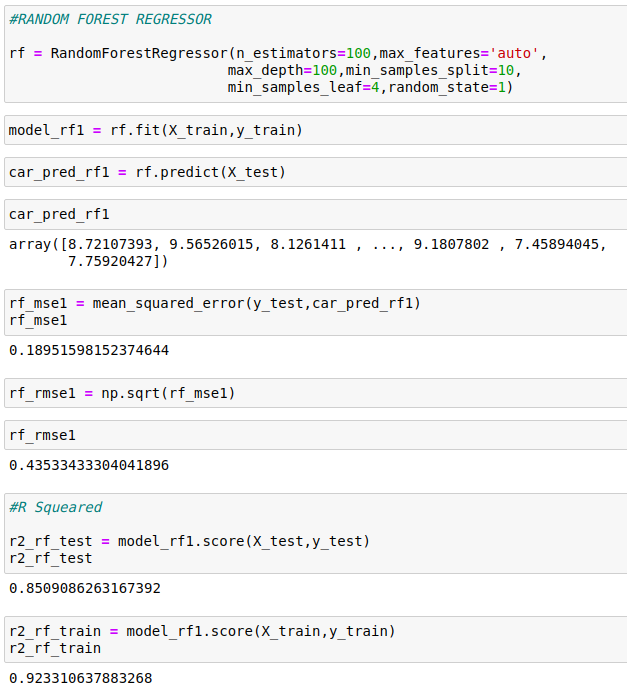 #RANDOM FOREST REGRESSOR
rf = RandomForestRegressor(n_estimators=100,max_features='auto',
max_depth=100,min_samples_split=10,
min_samples_leaf=4,random_state=1)
model_rf1 = rf.fit(X_train,y_train)
car_pred_rf1 = rf.predict(X_test)
car_pred_rf1
array([8.72107393, 9.56526015, 8.1261411 , ..., 9.1807802 , 7.45894045,
7.75920427])
rf_mse1 = mean_squared_error(y_test,car_pred_rf1)
rf_mse1
0.18951598152374644
rf_rmse1 = np.sqrt(rf_mse1)
rf_rmse1
0.43533433304041896
#R Squeared
r2_rf_test = model_rf1.score(X_test,y_test)
r2_rf_test
0.8509086263167392
r2_rf_train = model_rf1.score(X_train,y_train)
r2_rf_train
0.923310637883268